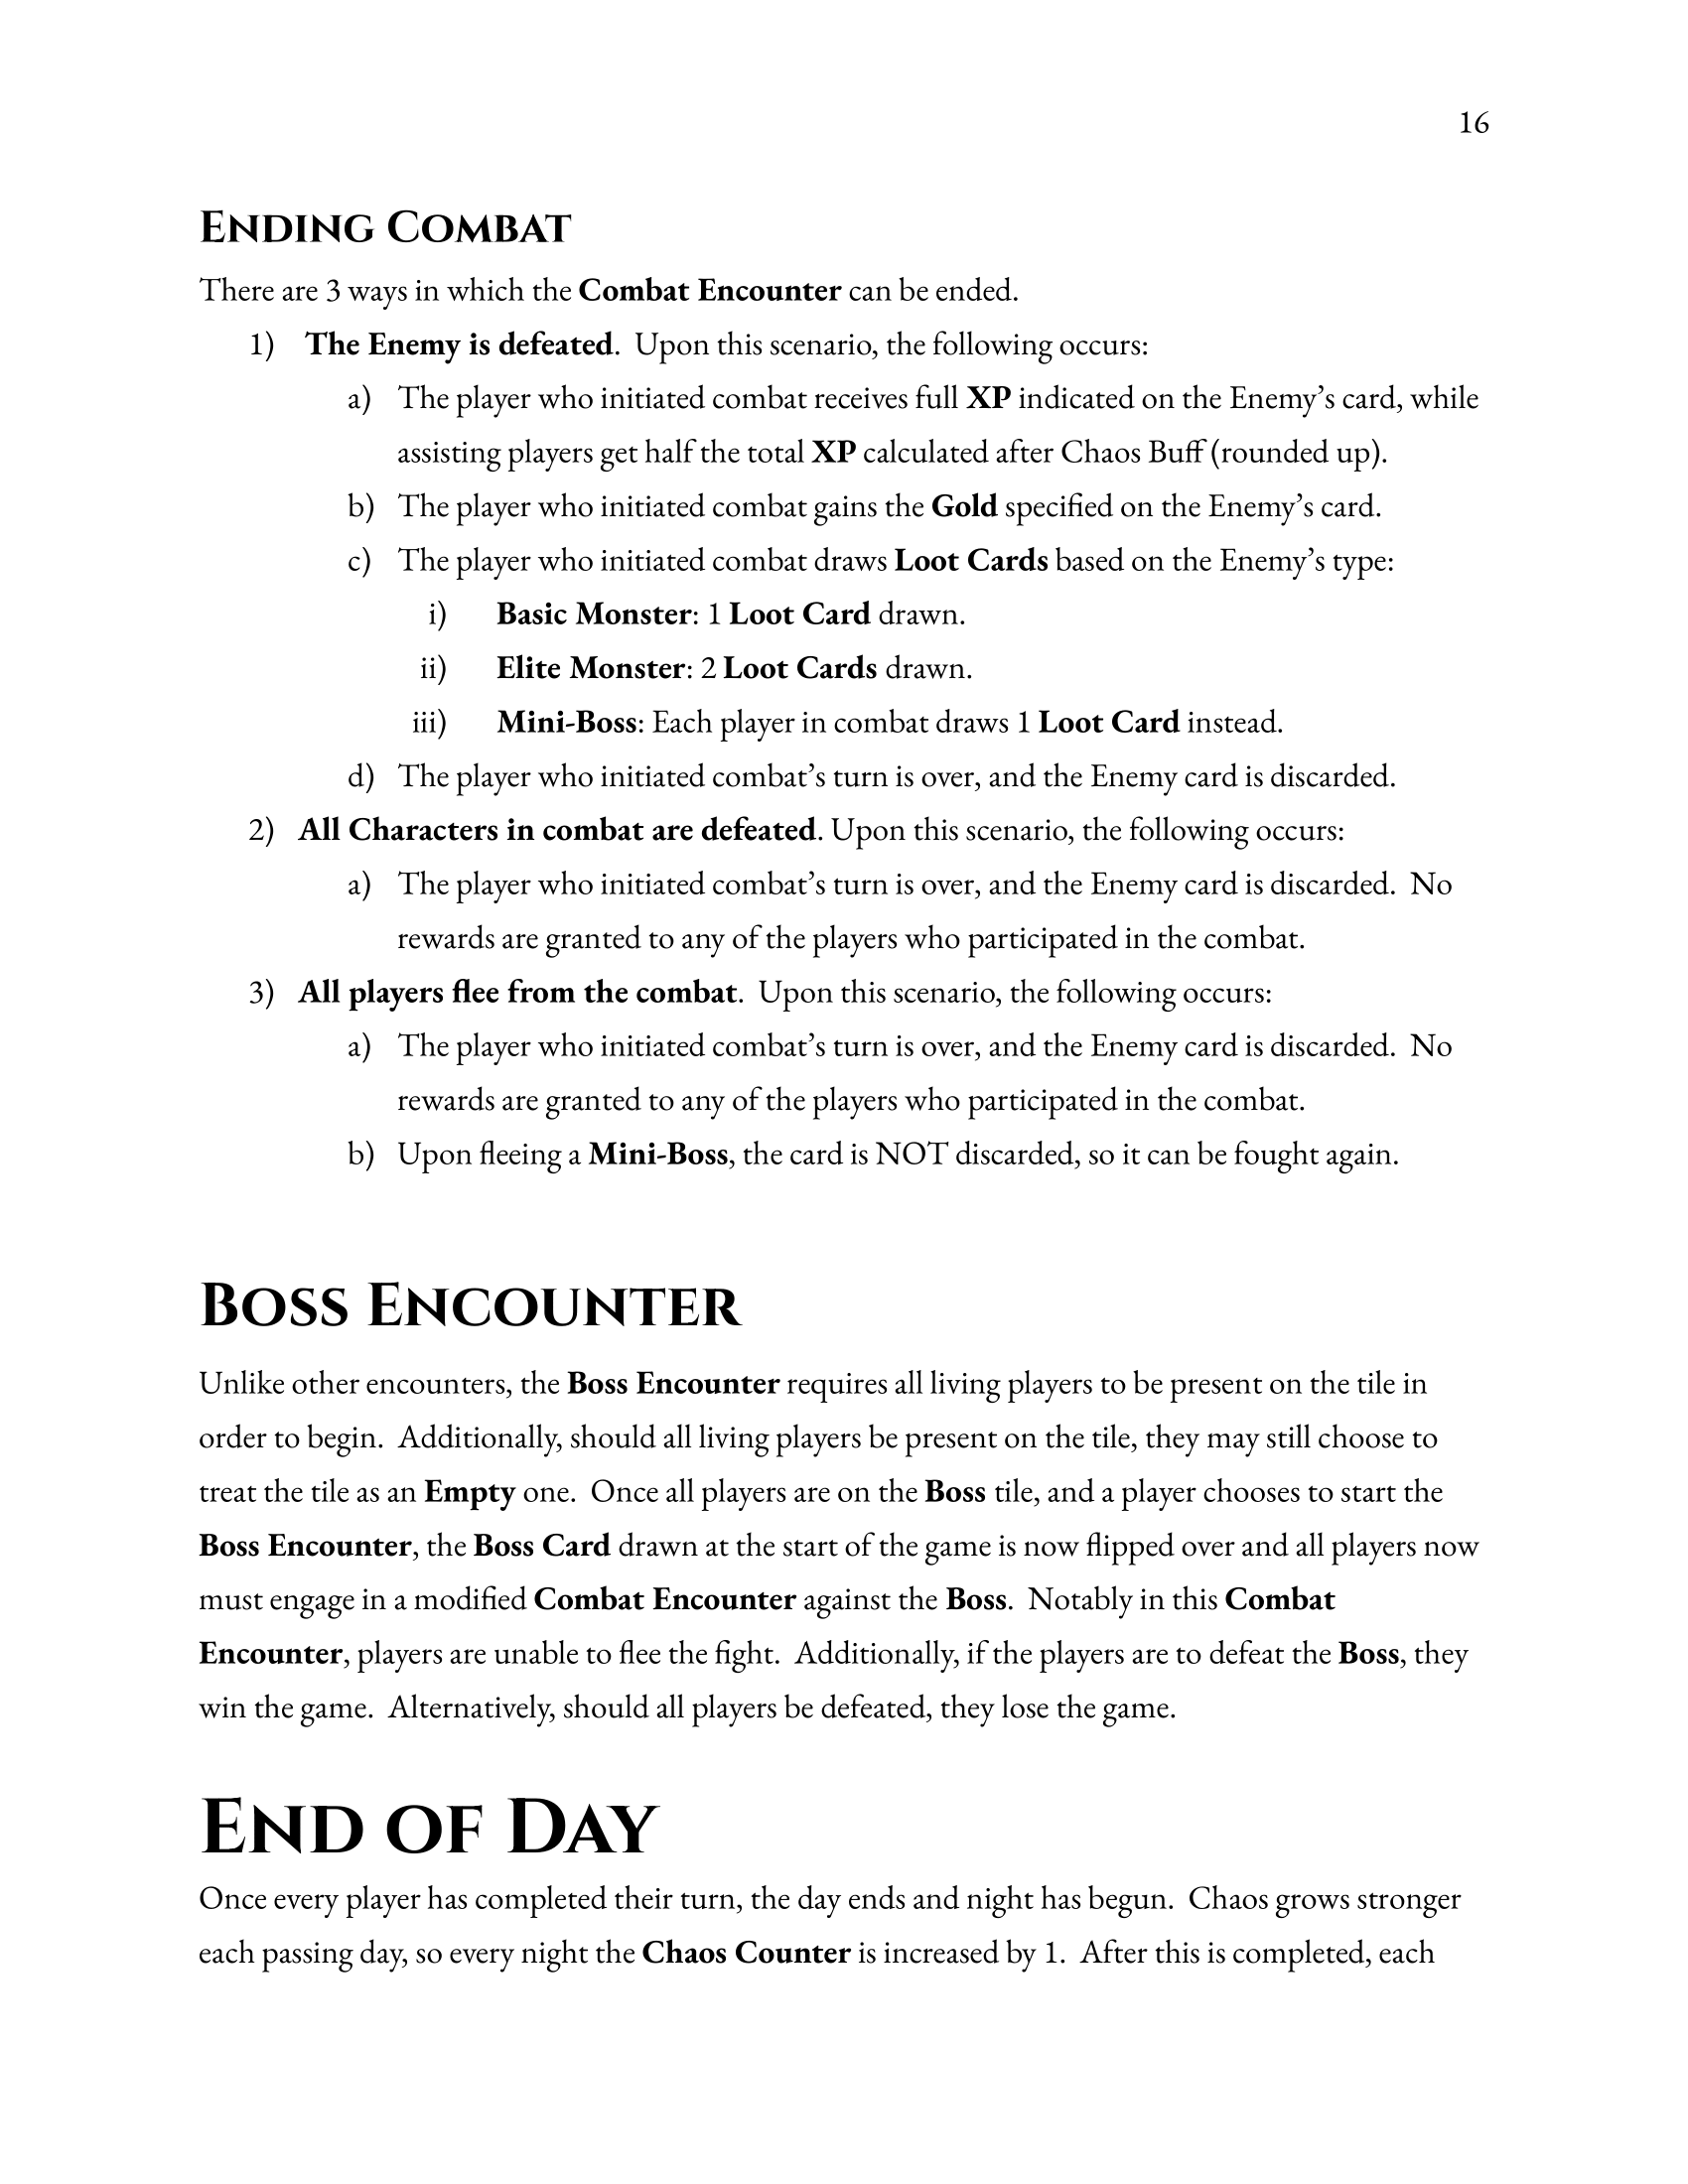 16
Ending Combat
There are 3 ways in which the Combat Encounter can be ended.
1) The Enemy is defeated. Upon this scenario, the following occurs:
a) The player who initiated combat receives full XP indicated on the Enemy’s card, while
assisting players get half the total XP calculated after Chaos Buff (rounded up).
b) The player who initiated combat gains the Gold specified on the Enemy’s card.
c) The player who initiated combat draws Loot Cards based on the Enemy’s type:
i) Basic Monster: 1 Loot Card drawn.
ii) Elite Monster: 2 Loot Cards drawn.
iii) Mini-Boss: Each player in combat draws 1 Loot Card instead.
d) The player who initiated combat’s turn is over, and the Enemy card is discarded.
2) All Characters in combat are defeated. Upon this scenario, the following occurs:
a) The player who initiated combat’s turn is over, and the Enemy card is discarded. No
rewards are granted to any of the players who participated in the combat.
3) All players flee from the combat. Upon this scenario, the following occurs:
a) The player who initiated combat’s turn is over, and the Enemy card is discarded. No
rewards are granted to any of the players who participated in the combat.
b) Upon fleeing a Mini-Boss, the card is NOT discarded, so it can be fought again.
Boss Encounter
Unlike other encounters, the Boss Encounter requires all living players to be present on the tile in
order to begin. Additionally, should all living players be present on the tile, they may still choose to
treat the tile as an Empty one. Once all players are on the Boss tile, and a player chooses to start the
Boss Encounter, the Boss Card drawn at the start of the game is now flipped over and all players now
must engage in a modified Combat Encounter against the Boss. Notably in this Combat
Encounter, players are unable to flee the fight. Additionally, if the players are to defeat the Boss, they
win the game. Alternatively, should all players be defeated, they lose the game.
End of Day
Once every player has completed their turn, the day ends and night has begun. Chaos grows stronger
each passing day, so every night the Chaos Counter is increased by 1. After this is completed, each